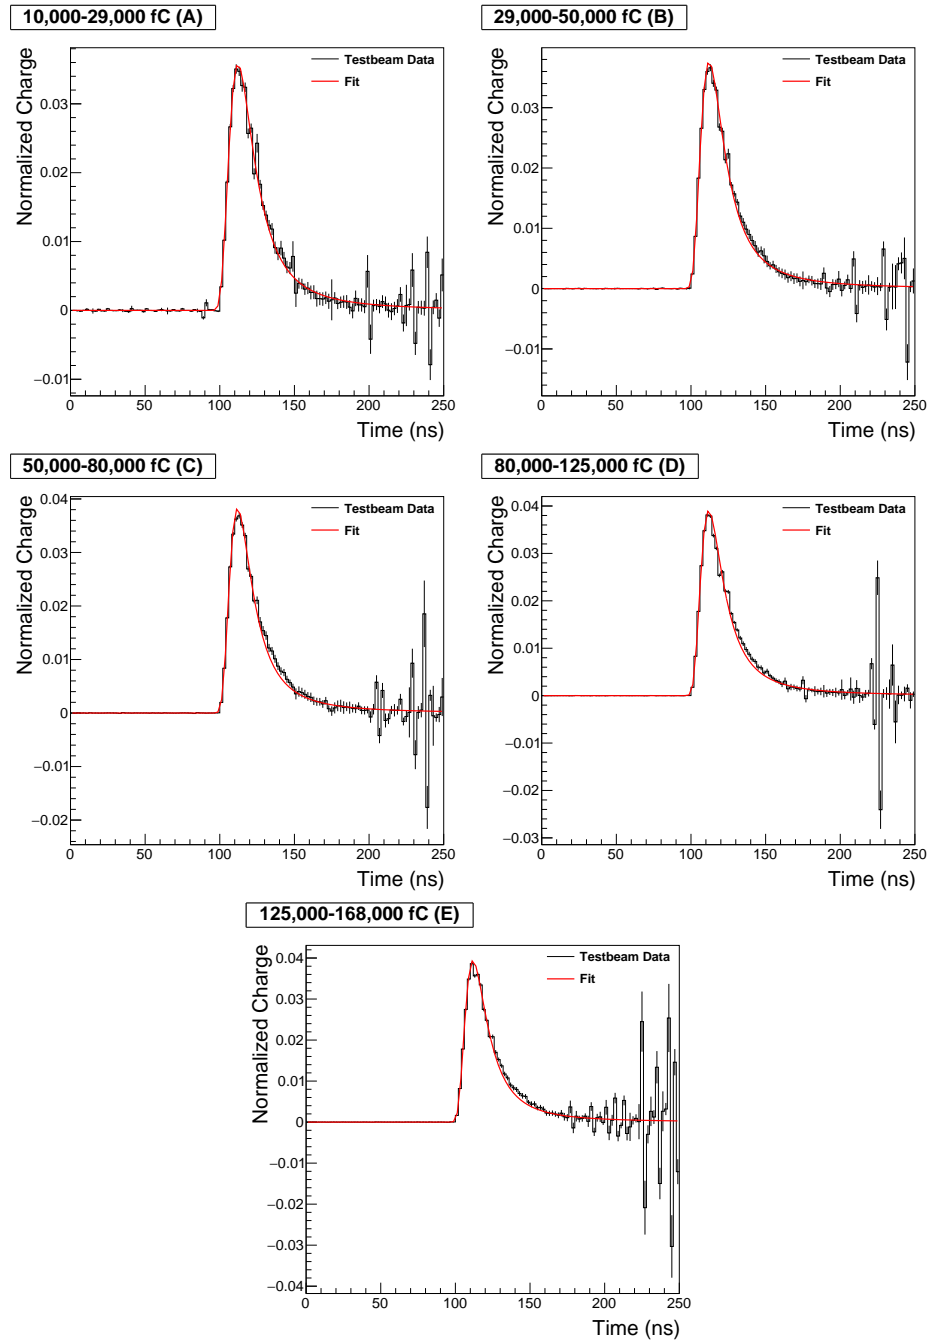 10,000-29,000 fC (A)
Normalized Charge
Testbeam Data
Fit
0.03
0.02
0.01
0
−0.01
0 50 100 150 200 250
Time (ns)
29,000-50,000 fC (B)
Normalized Charge
Testbeam Data
Fit
0.03
0.02
0.01
0
−0.01
0 50 100 150 200 250
Time (ns)
50,000-80,000 fC (C)
Normalized Charge
Testbeam Data
Fit
0.04
0.03
0.02
0.01
0
−0.01
−0.02
0 50 100 150 200 250
Time (ns)
80,000-125,000 fC (D)
Normalized Charge
Testbeam Data
Fit
0.04
0.03
0.02
0.01
0
−0.01
−0.02
−0.03
0 50 100 150 200 250
Time (ns)
125,000-168,000 fC (E)
Normalized Charge
Testbeam Data
Fit
0.04
0.03
0.02
0.01
0
−0.01
−0.02
−0.03
−0.04
0 50 100 150 200 250
Time (ns)